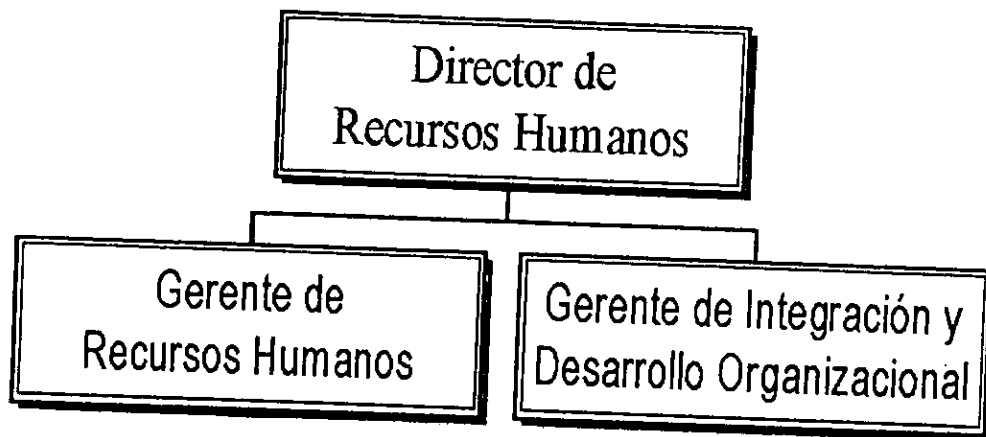 Director de
Recursos Humanos
Gerente de
Recursos Humanos
Gerente de Integración y
Desarrollo Organizacional